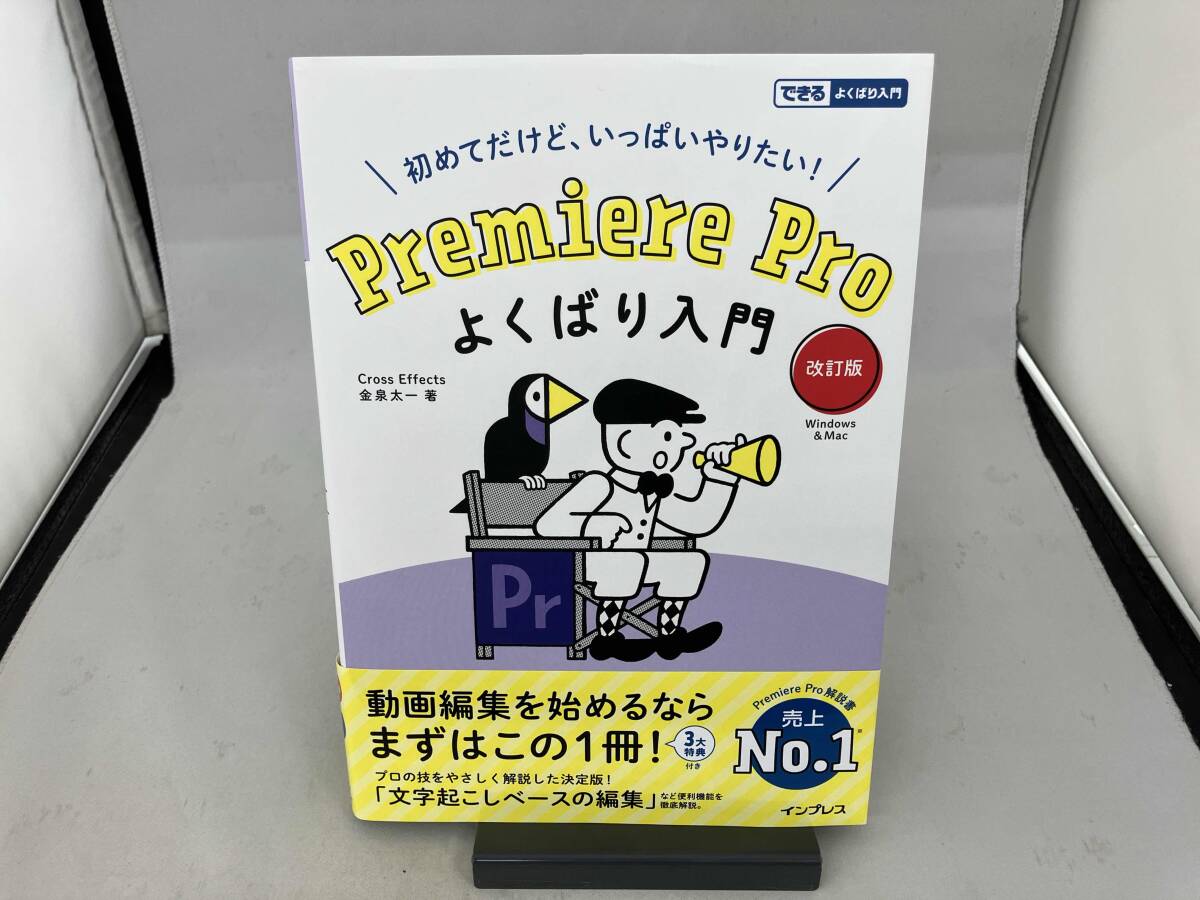 できる よくばり入門
初めてだけど、いっぱいやりたい!
Premiere Pro
よくばり入門
改訂版
Windows
& Mac
Cross Effects
金泉太一 著
Pr
動画編集を始めるなら
まずはこの1冊!
3大
特典
付き
プロの技をやさしく解説した決定版!
「文字起こしベースの編集」など便利機能を
徹底解説。
Premiere Pro 解説書
売上
No.1※
インプレス